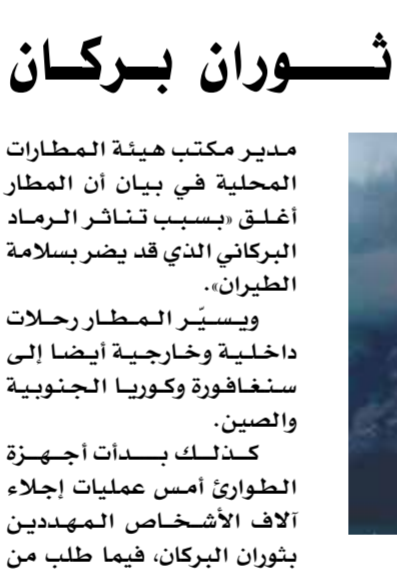 ثوران بركان
مدير مكتب هيئة المطارات
المحلية في بيان أن المطار
أغلق «بسبب تناثر الرماد
البركاني الذي قد يضر بسلامة
الطيران».
ويسيّر المطار رحلات
داخلية وخارجية أيضا إلى
سنغافورة وكوريا الجنوبية
والصين.
كذلك بدأت أجهزة
الطوارئ أمس عمليات إجلاء
آلاف الأشخاص المهددين
بثوران البركان، فيما طلب من